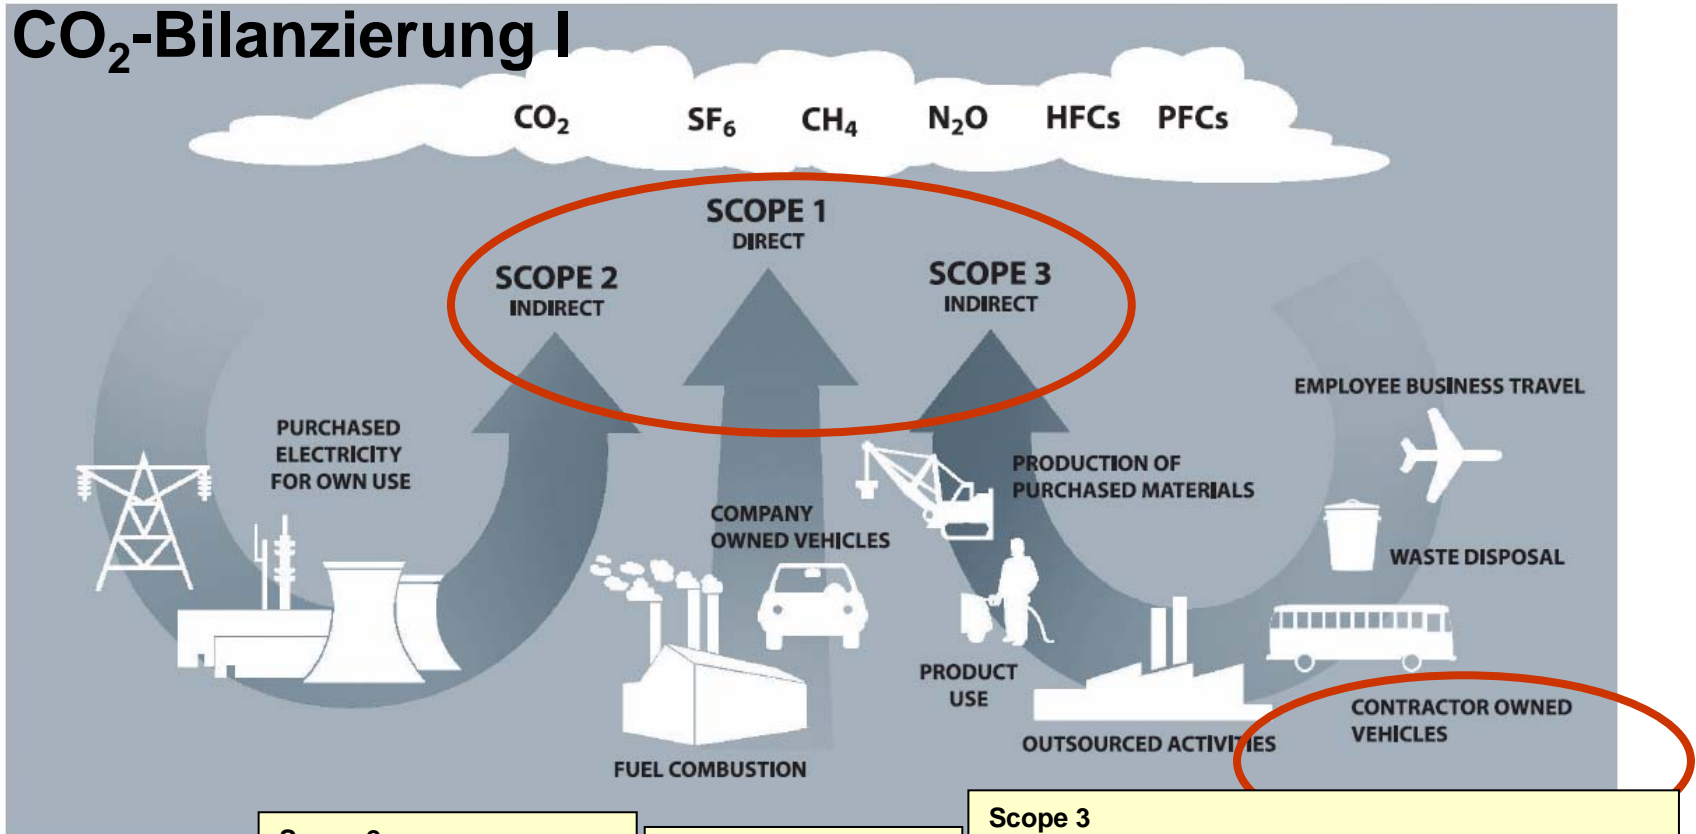 CO₂-Bilanzierung I
CO₂ SF₆ CH₄ N₂O HFCs PFCs
SCOPE 1
DIRECT
SCOPE 2
INDIRECT
SCOPE 3
INDIRECT
EMPLOYEE BUSINESS TRAVEL
PURCHASED
ELECTRICITY
FOR OWN USE
PRODUCTION OF
PURCHASED MATERIALS
COMPANY
OWNED VEHICLES
WASTE DISPOSAL
PRODUCT
USE
CONTRACTOR OWNED
VEHICLES
OUTSOURCED ACTIVITIES
FUEL COMBUSTION
Scope 3